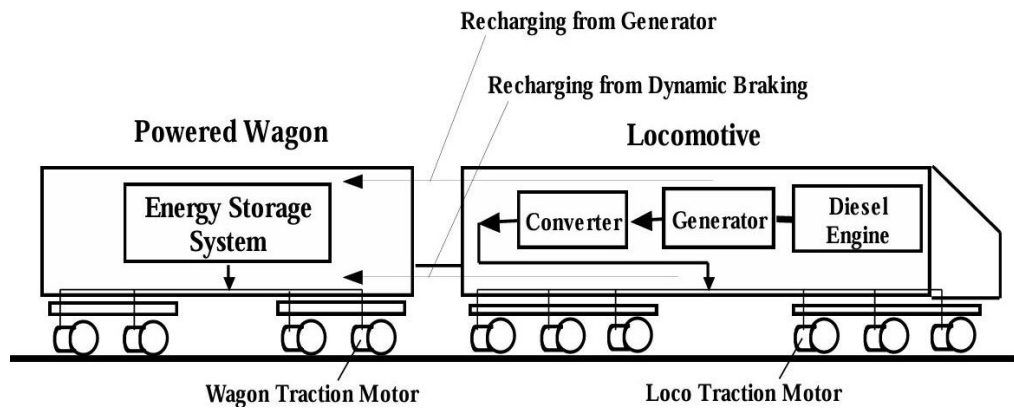 Recharging from Generator
Recharging from Dynamic Braking
Powered Wagon
Locomotive
Energy Storage
System
Converter
Generator
Diesel
Engine
Wagon Traction Motor
Loco Traction Motor